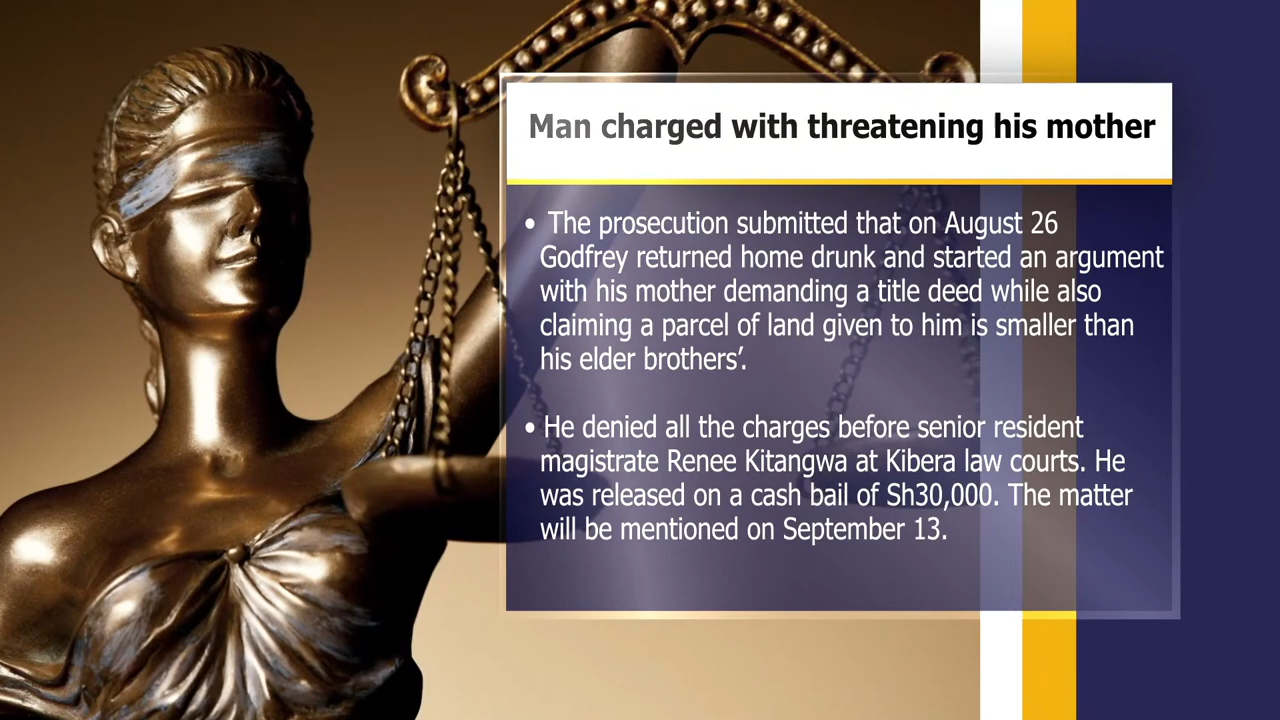 Man charged with threatening his mother
• The prosecution submitted that on August 26
Godfrey returned home drunk and started an argument
with his mother demanding a title deed while also
claiming a parcel of land given to him is smaller than
his elder brothers’.
• He denied all the charges before senior resident
magistrate Renee Kitangwa at Kibera law courts. He
was released on a cash bail of Sh30,000. The matter
will be mentioned on September 13.